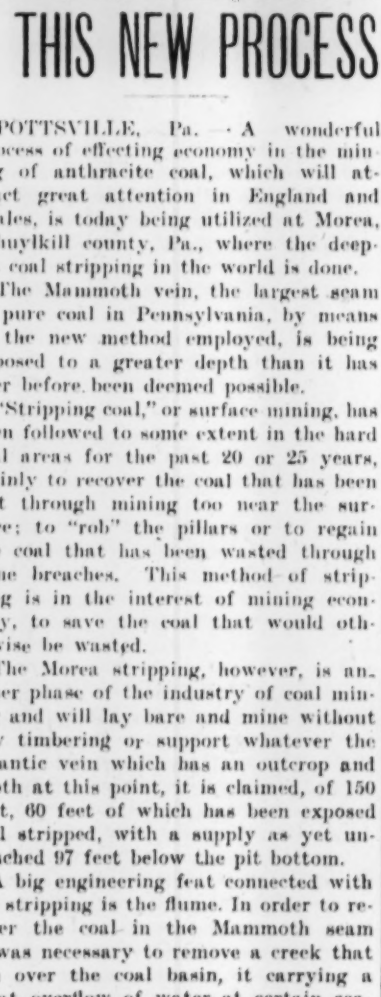 THIS NEW PROCESS
POTTSVILLE, Pa. - A wonderful
ocess of effecting economy in the min-
g of anthracite coal, which will at-
ct great attention in England and
ales, is today being utilized at Morea,
huylkill county, Pa., where the deep-
coal stripping in the world is done.
The Mammoth vein, the largest seam
pure coal in Pennsylvania, by means
the new method employed, is being
posed to a greater depth than it has
r before been deemed possible.
"Stripping coal," or surface mining, has
n followed to some extent in the hard
l areas for the past 20 or 25 years,
inly to recover the coal that has been
t through mining too near the sur-
e; to "rob" the pillars or to regain
coal that has been wasted through
ne breaches. This method of strip-
g is in the interest of mining econ-
y, to save the coal that would oth-
wise be wasted.
The Morea stripping, however, is an-
er phase of the industry of coal min-
and will lay bare and mine without
y timbering or support whatever the
antic vein which has an outcrop and
th at this point, it is claimed, of 150
t, 60 feet of which has been exposed
l stripped, with a supply as yet un-
ched 97 feet below the pit bottom.
A big engineering feat connected with
stripping is the flume. In order to re-
er the coal in the Mammoth seam
was necessary to remove a creek that
over the coal basin, it carrying a
overflow of water at certain